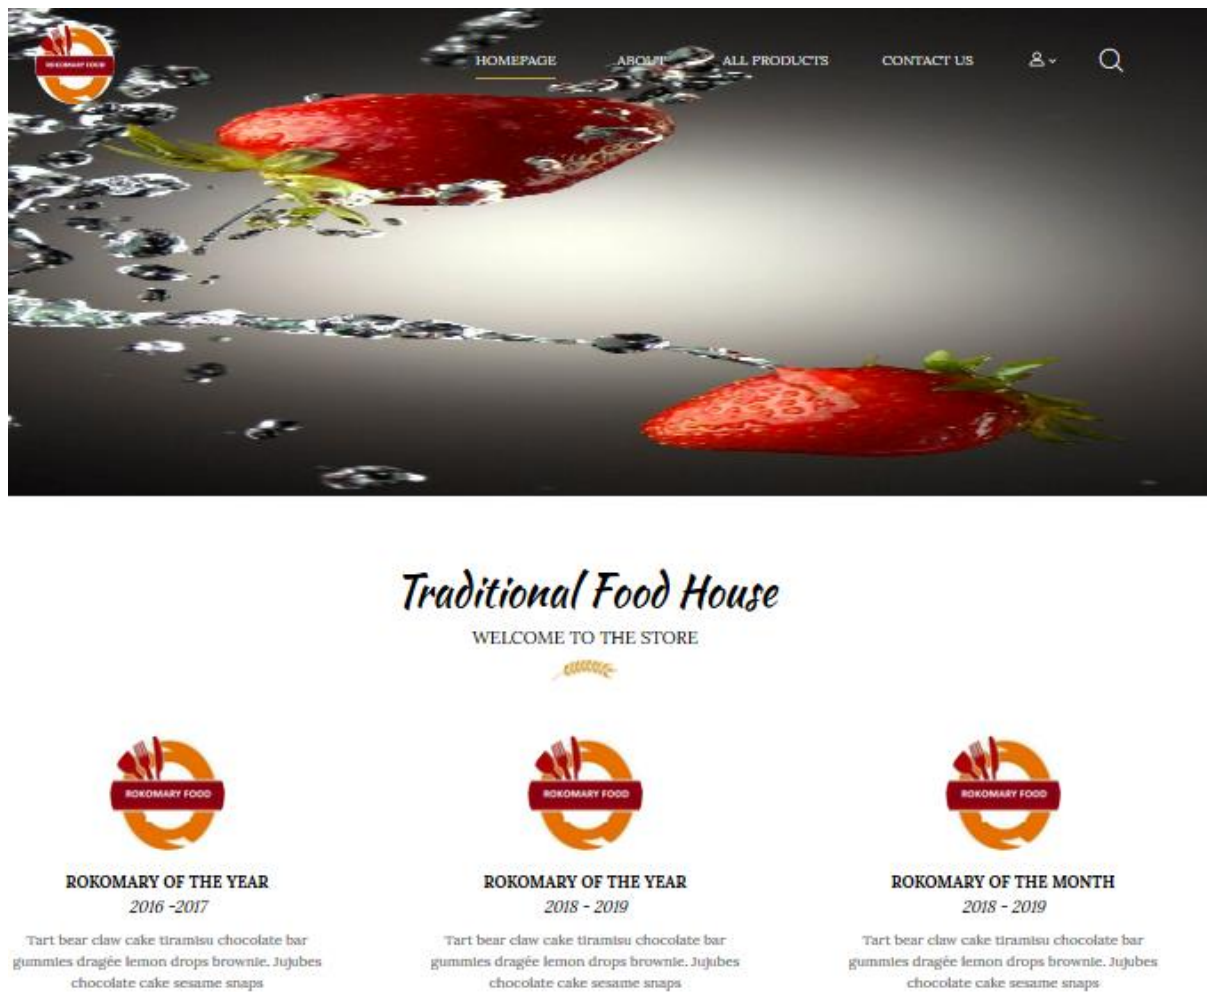 ROKOMARY FOOD
HOMEPAGE ABOUT ALL PRODUCTS CONTACT US
Traditional Food House
WELCOME TO THE STORE
ROKOMARY FOOD ROKOMARY FOOD ROKOMARY FOOD
ROKOMARY OF THE YEAR
2016 -2017
Tart bear claw cake tiramisu chocolate bar
gummies dragée lemon drops brownie. Jujubes
chocolate cake sesame snaps
ROKOMARY OF THE YEAR
2018 - 2019
Tart bear claw cake tiramisu chocolate bar
gummies dragée lemon drops brownie. Jujubes
chocolate cake sesame snaps
ROKOMARY OF THE MONTH
2018 - 2019
Tart bear claw cake tiramisu chocolate bar
gummies dragée lemon drops brownie. Jujubes
chocolate cake sesame snaps